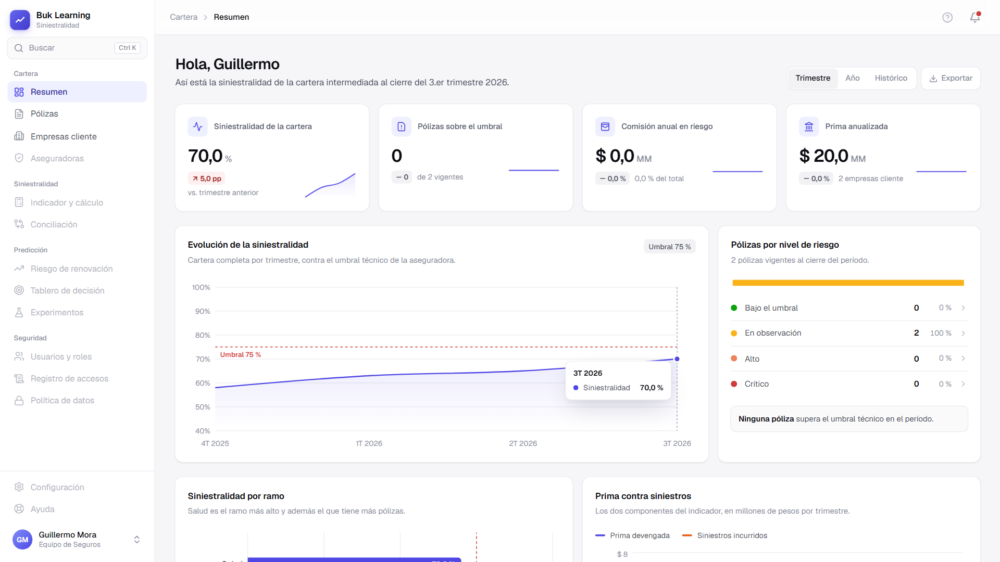 Buk Learning
Siniestralidad
Buscar
Ctrl K
Cartera
Resumen
Pólizas
Empresas cliente
Aseguradoras
Siniestralidad
Indicador y cálculo
Conciliación
Predicción
Riesgo de renovación
Tablero de decisión
Experimentos
Seguridad
Usuarios y roles
Registro de accesos
Política de datos
Configuración
Ayuda
GM
Guillermo Mora
Equipo de Seguros
Cartera > Resumen
Hola, Guillermo
Así está la siniestralidad de la cartera intermediada al cierre del 3.er trimestre 2026.
Trimestre
Año
Histórico
Exportar
Siniestralidad de la cartera
70,0 %
5,0 pp
vs. trimestre anterior
Pólizas sobre el umbral
0
– 0
de 2 vigentes
Comisión anual en riesgo
$ 0,0 MM
– 0,0 %
0,0 % del total
Prima anualizada
$ 20,0 MM
– 0,0 %
2 empresas cliente
Evolución de la siniestralidad
Cartera completa por trimestre, contra el umbral técnico de la aseguradora.
Umbral 75 %
100%
90%
80%
70%
60%
50%
40%
Umbral 75 %
3T 2026
Siniestralidad 70,0 %
4T 2025
1T 2026
2T 2026
3T 2026
Pólizas por nivel de riesgo
2 pólizas vigentes al cierre del período.
Bajo el umbral 0 0 %
En observación 2 100 %
Alto 0 0 %
Crítico 0 0 %
Ninguna póliza supera el umbral técnico en el período.
Siniestralidad por ramo
Salud es el ramo más alto y además el que tiene más pólizas.
Prima contra siniestros
Los dos componentes del indicador, en millones de pesos por trimestre.
Prima devengada
Siniestros incurridos
$ 8